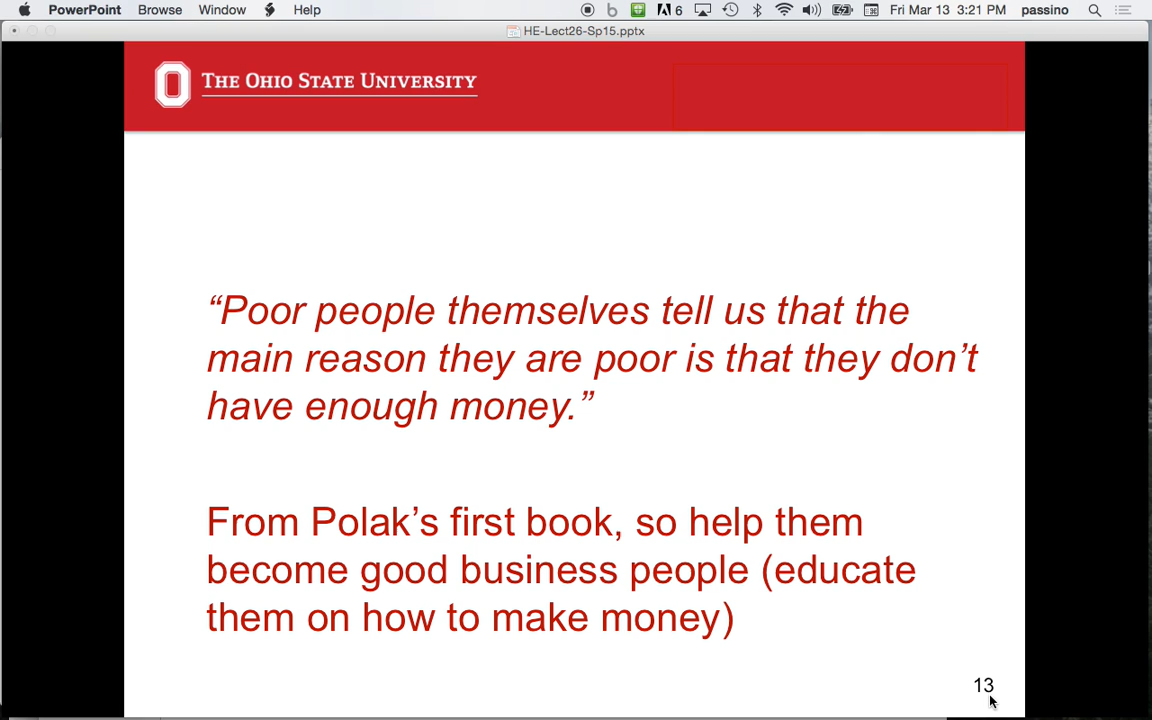 PowerPoint Browse Window Help 6 Fri Mar 13 3:21 PM passino
HE-Lect26-Sp15.pptx
THE OHIO STATE UNIVERSITY
“Poor people themselves tell us that the
main reason they are poor is that they don’t
have enough money.”
From Polak’s first book, so help them
become good business people (educate
them on how to make money)
13